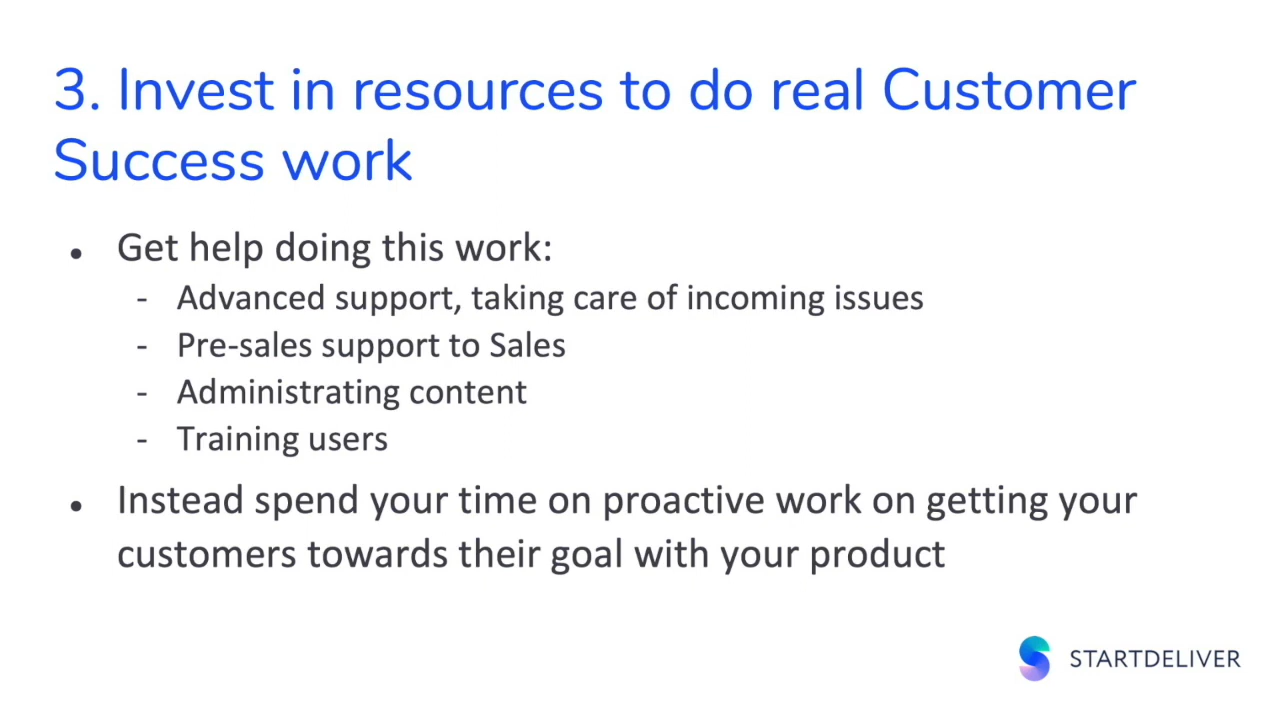 3. Invest in resources to do real Customer
Success work
● Get help doing this work:
- Advanced support, taking care of incoming issues
- Pre-sales support to Sales
- Administrating content
- Training users
● Instead spend your time on proactive work on getting your
customers towards their goal with your product
STARTDELIVER